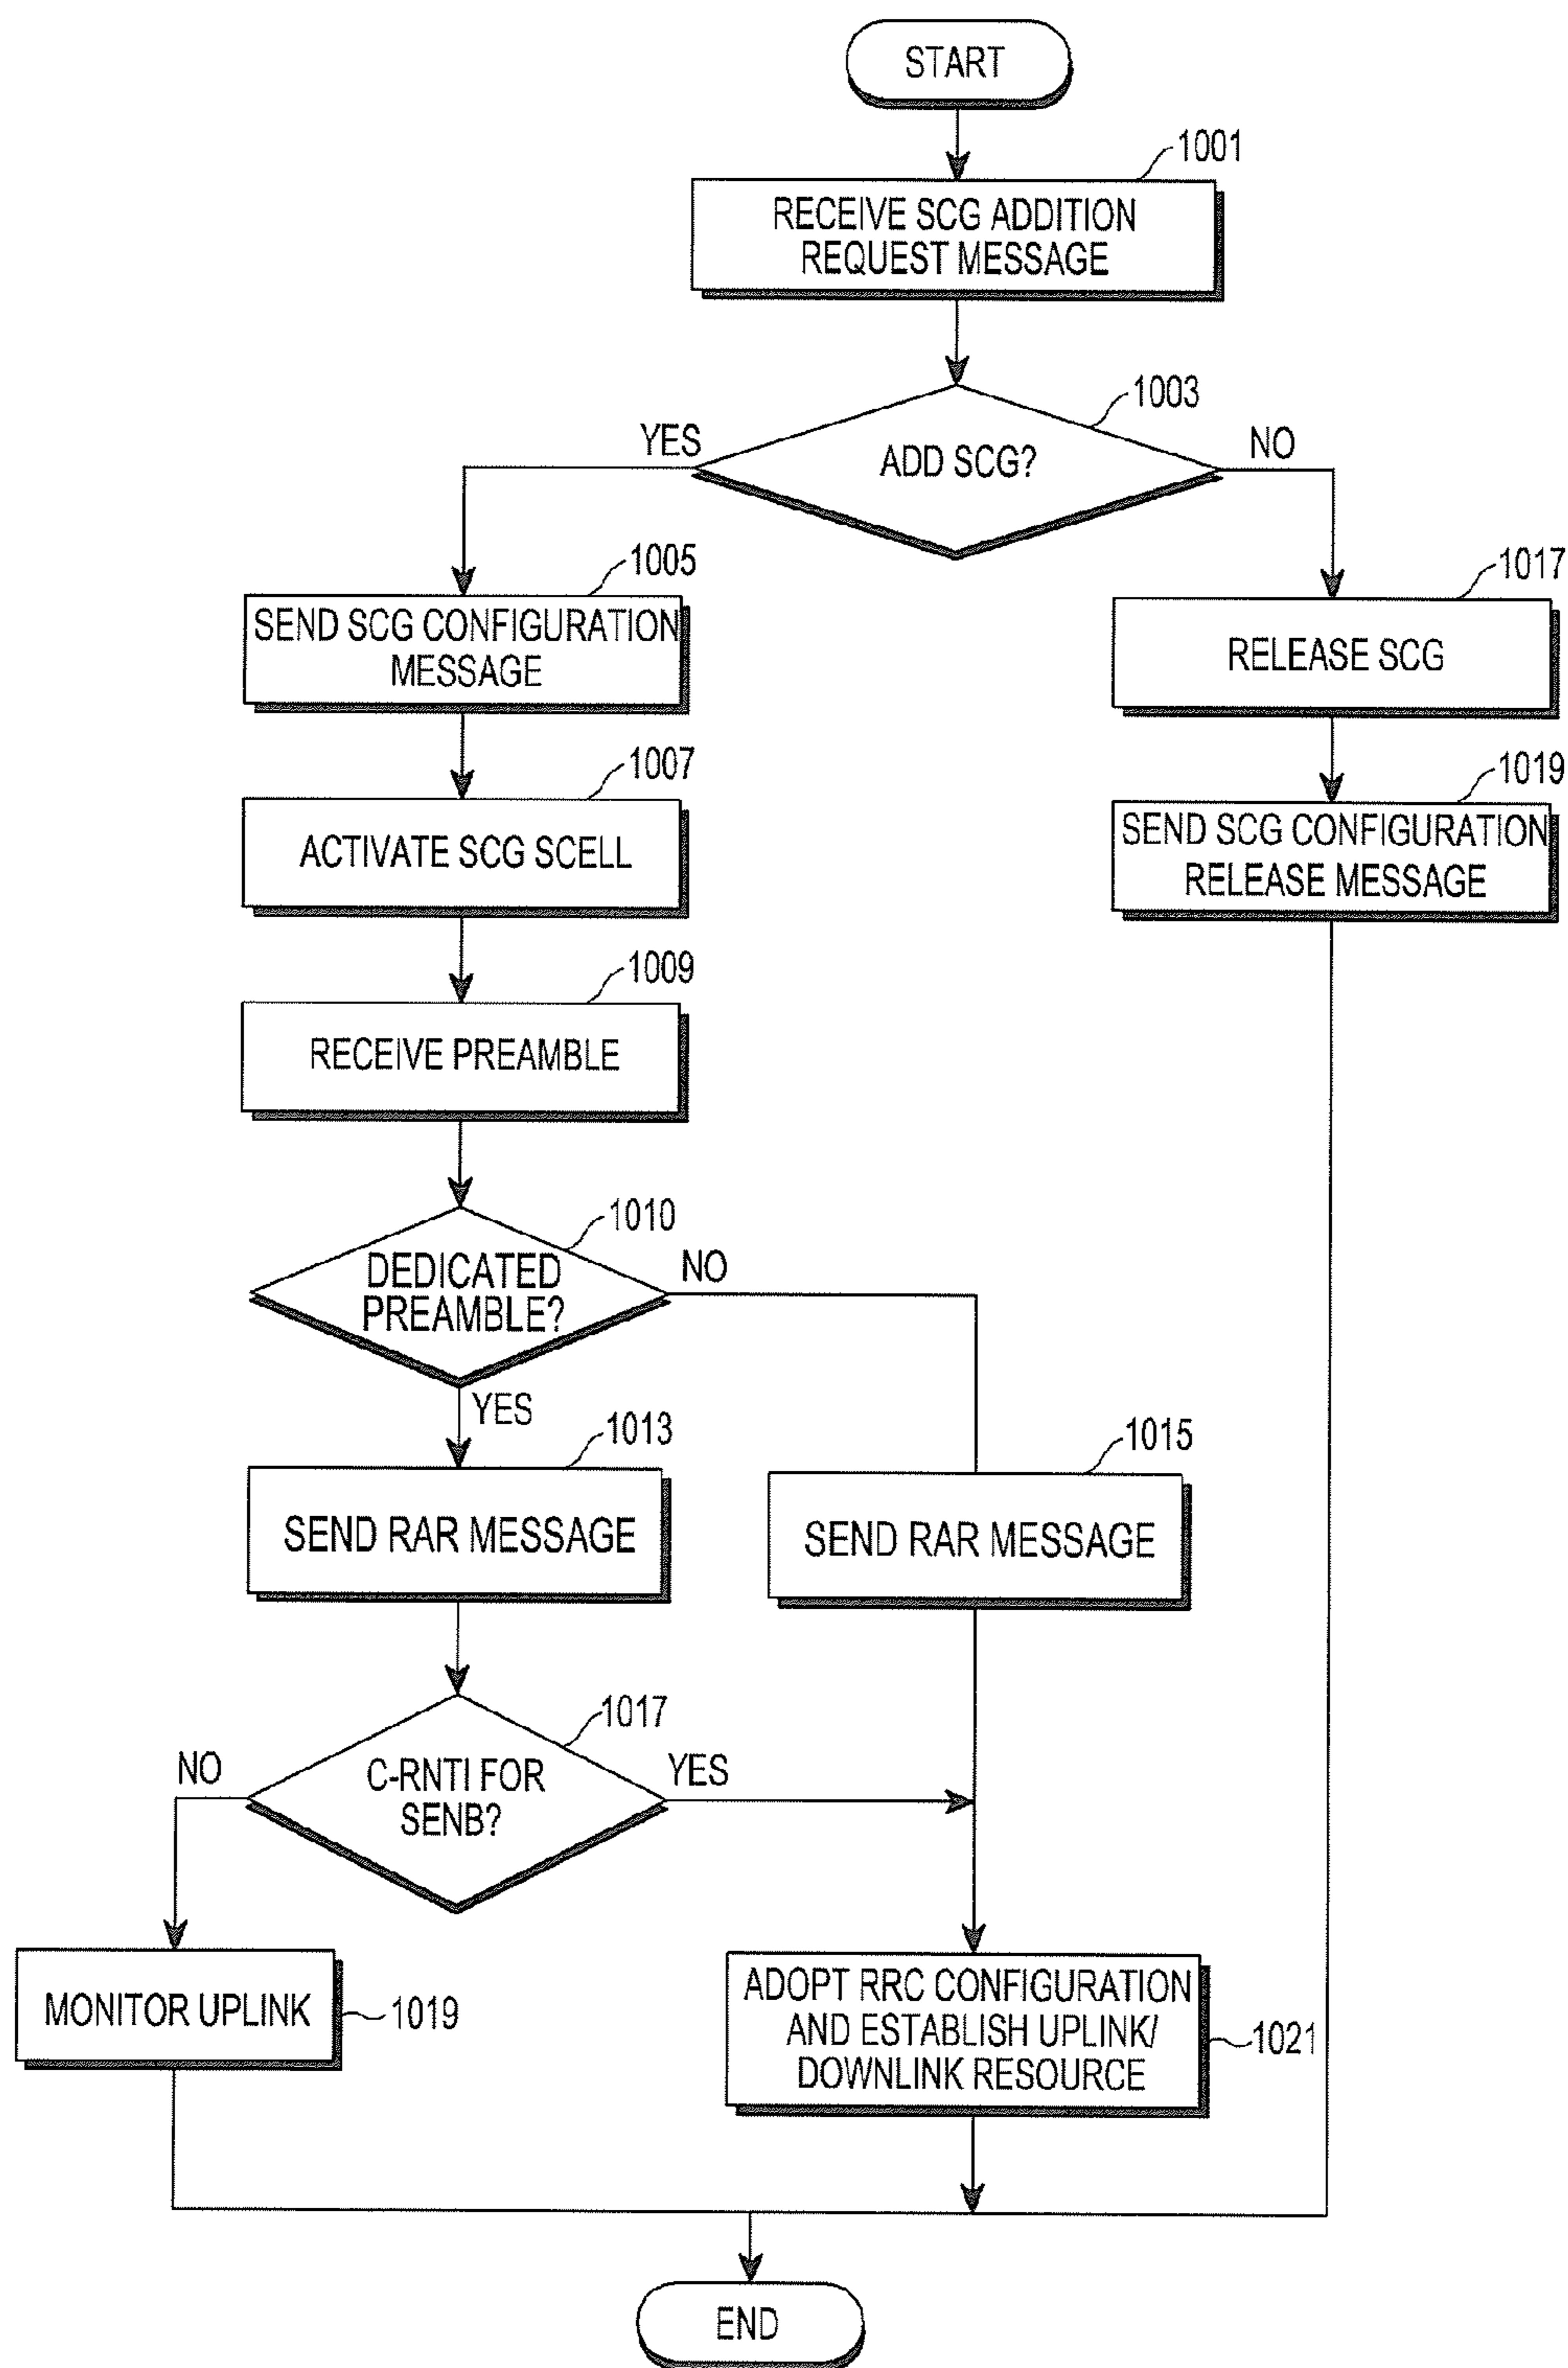 START
1001
RECEIVE SCG ADDITION
REQUEST MESSAGE
1003
ADD SCG?
YES
NO
1005
SEND SCG CONFIGURATION
MESSAGE
1017
RELEASE SCG
1007
ACTIVATE SCG SCELL
1019
SEND SCG CONFIGURATION
RELEASE MESSAGE
1009
RECEIVE PREAMBLE
1010
DEDICATED
PREAMBLE?
NO
YES
1013
SEND RAR MESSAGE
1015
SEND RAR MESSAGE
1017
C-RNTI FOR
SENB?
NO
YES
MONITOR UPLINK
1019
ADOPT RRC CONFIGURATION
AND ESTABLISH UPLINK/
DOWNLINK RESOURCE
1021
END